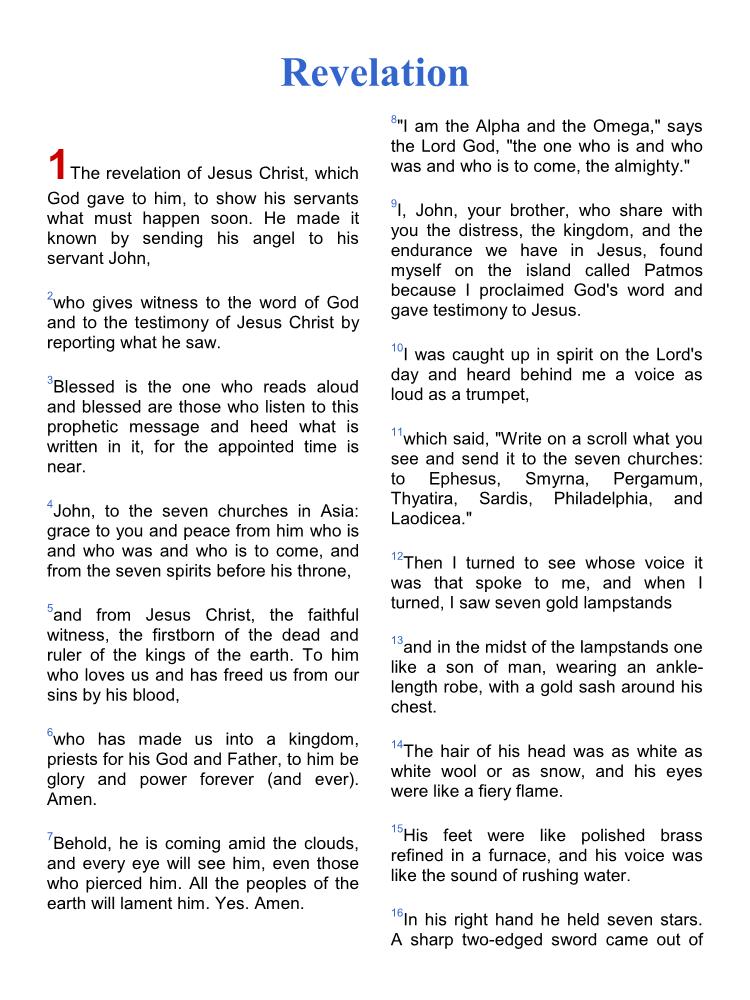 Revelation
1The revelation of Jesus Christ, which
God gave to him, to show his servants
what must happen soon. He made it
known by sending his angel to his
servant John,
2who gives witness to the word of God
and to the testimony of Jesus Christ by
reporting what he saw.
3Blessed is the one who reads aloud
and blessed are those who listen to this
prophetic message and heed what is
written in it, for the appointed time is
near.
4John, to the seven churches in Asia:
grace to you and peace from him who is
and who was and who is to come, and
from the seven spirits before his throne,
5and from Jesus Christ, the faithful
witness, the firstborn of the dead and
ruler of the kings of the earth. To him
who loves us and has freed us from our
sins by his blood,
6who has made us into a kingdom,
priests for his God and Father, to him be
glory and power forever (and ever).
Amen.
7Behold, he is coming amid the clouds,
and every eye will see him, even those
who pierced him. All the peoples of the
earth will lament him. Yes. Amen.
8"I am the Alpha and the Omega," says
the Lord God, "the one who is and who
was and who is to come, the almighty."
9I, John, your brother, who share with
you the distress, the kingdom, and the
endurance we have in Jesus, found
myself on the island called Patmos
because I proclaimed God's word and
gave testimony to Jesus.
10I was caught up in spirit on the Lord's
day and heard behind me a voice as
loud as a trumpet,
11which said, "Write on a scroll what you
see and send it to the seven churches:
to Ephesus, Smyrna, Pergamum,
Thyatira, Sardis, Philadelphia, and
Laodicea."
12Then I turned to see whose voice it
was that spoke to me, and when I
turned, I saw seven gold lampstands
13and in the midst of the lampstands one
like a son of man, wearing an ankle-
length robe, with a gold sash around his
chest.
14The hair of his head was as white as
white wool or as snow, and his eyes
were like a fiery flame.
15His feet were like polished brass
refined in a furnace, and his voice was
like the sound of rushing water.
16In his right hand he held seven stars.
A sharp two-edged sword came out of